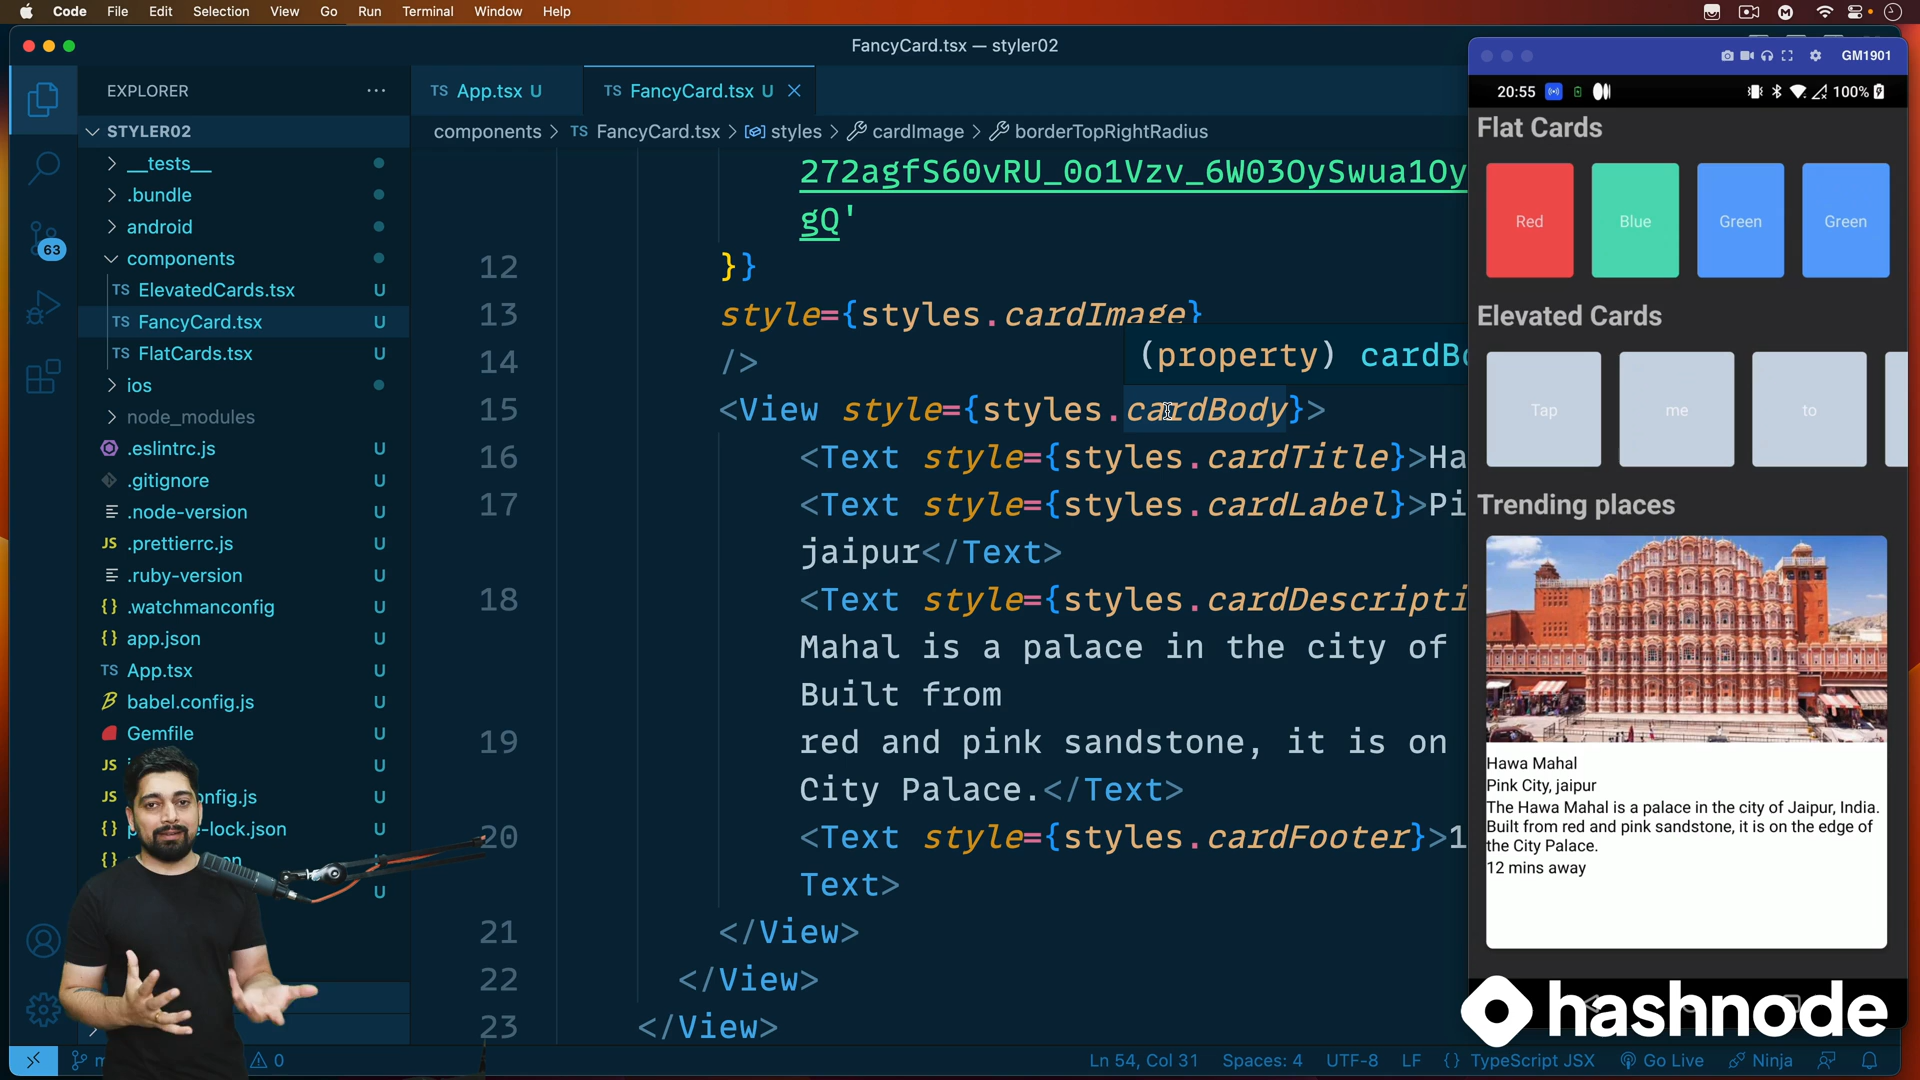 Code File Edit Selection View Go Run Terminal Window Help
FancyCard.tsx — styler02
EXPLORER
STYLER02
__tests__
.bundle
android
components
TS ElevatedCards.tsx U
TS FancyCard.tsx U
TS FlatCards.tsx U
ios
node_modules
.eslintrc.js U
.gitignore U
.node-version U
JS .prettierrc.js U
.ruby-version U
{} .watchmanconfig U
{} app.json U
TS App.tsx U
babel.config.js U
Gemfile U
JS U
JS nfig.js U
{} -lock.json U
{} U
U
63
TS App.tsx U
TS FancyCard.tsx U
components > TS FancyCard.tsx > styles > cardImage > borderTopRightRadius
272agfS60vRU_0o1Vzv_6W03OySwua1Oy
gQ'
12 }}
13 style={styles.cardImage}
14 />
(property) cardBo
15 <View style={styles.cardBody}>
16 <Text style={styles.cardTitle}>Ha
17 <Text style={styles.cardLabel}>Pi
jaipur</Text>
18 <Text style={styles.cardDescripti
Mahal is a palace in the city of
Built from
19 red and pink sandstone, it is on
City Palace.</Text>
20 <Text style={styles.cardFooter}>1
Text>
21 </View>
22 </View>
23 </View>
0
Ln 54, Col 31 Spaces: 4 UTF-8 LF {} TypeScript JSX Go Live Ninja
GM1901
20:55 100%
Flat Cards
Red Blue Green Green
Elevated Cards
Tap me to
Trending places
Hawa Mahal
Pink City, jaipur
The Hawa Mahal is a palace in the city of Jaipur, India.
Built from red and pink sandstone, it is on the edge of
the City Palace.
12 mins away
hashnode